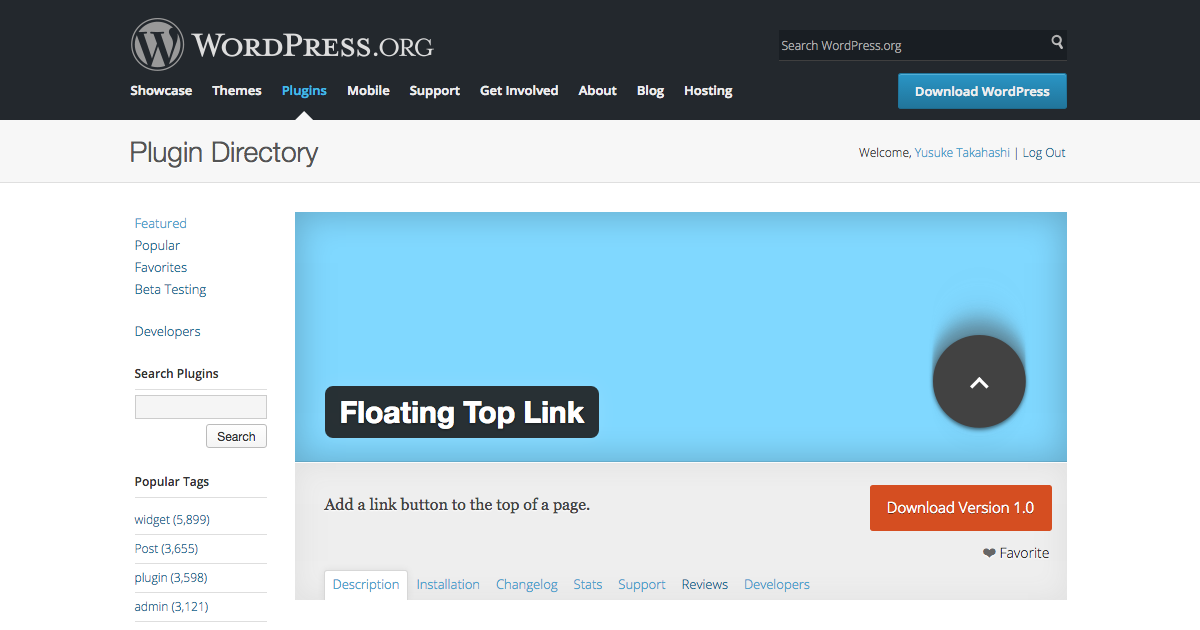 WORDPRESS.ORG
Search WordPress.org
Showcase Themes Plugins Mobile Support Get Involved About Blog Hosting
Download WordPress
Plugin Directory
Welcome, Yusuke Takahashi | Log Out
Featured
Popular
Favorites
Beta Testing
Developers
Search Plugins
Search
Popular Tags
widget (5,899)
Post (3,655)
plugin (3,598)
admin (3,121)
Floating Top Link
Add a link button to the top of a page.
Download Version 1.0
Favorite
Description Installation Changelog Stats Support Reviews Developers